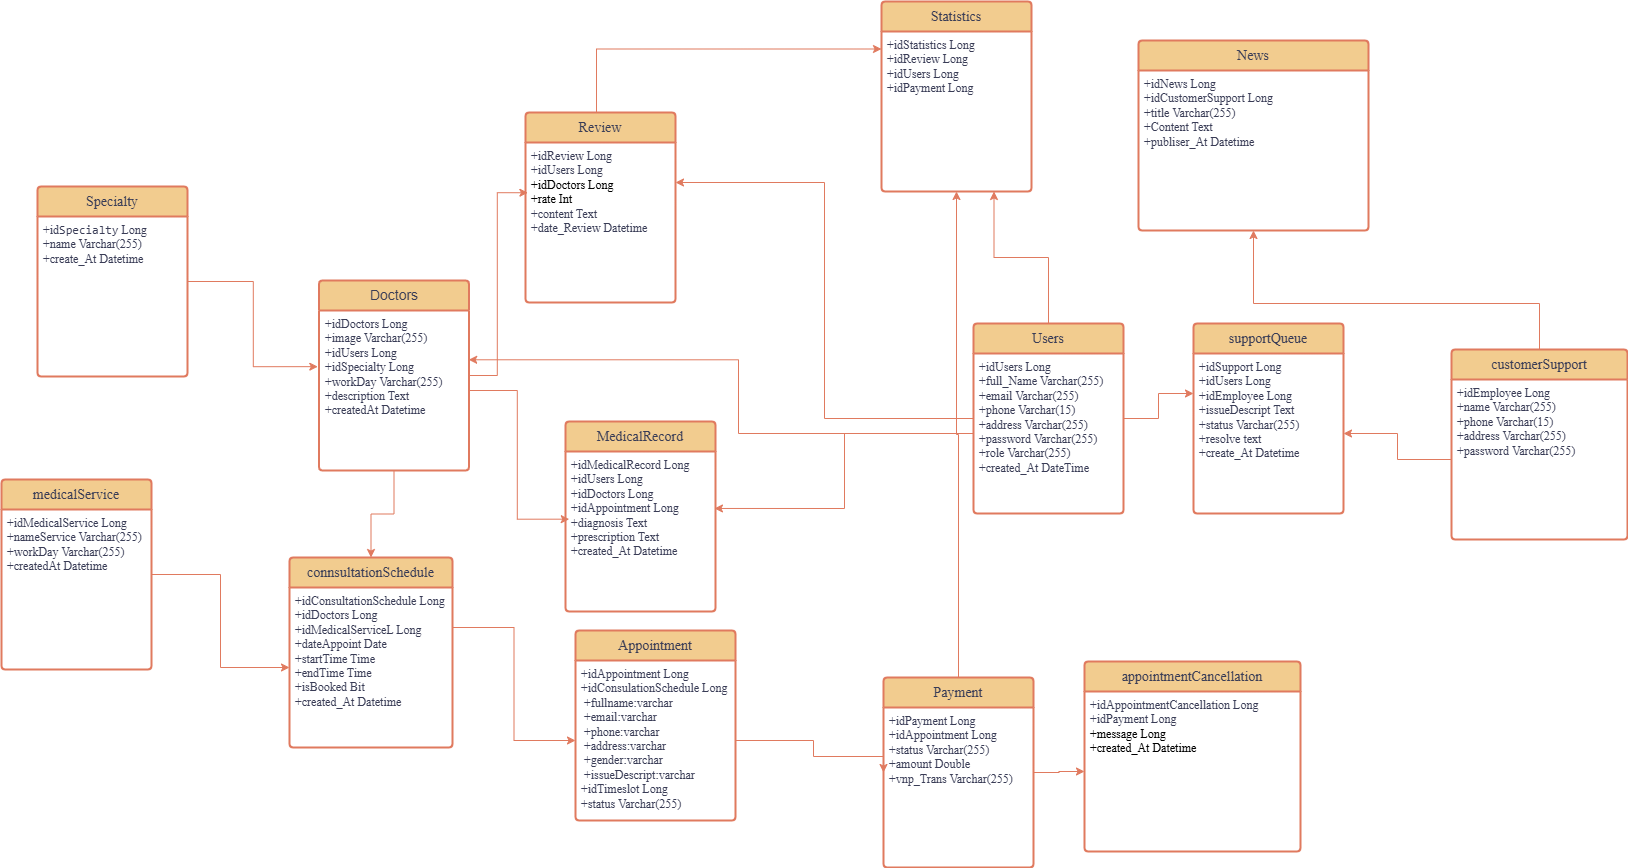 Statistics
+idStatistics Long
+idReview Long
+idUsers Long
+idPayment Long
News
+idNews Long
+idCustomerSupport Long
+title Varchar(255)
+Content Text
+publiser_At Datetime
Review
+idReview Long
+idUsers Long
+idDoctors Long
+rate Int
+content Text
+date_Review Datetime
Specialty
+idSpecialty Long
+name Varchar(255)
+create_At Datetime
Doctors
+idDoctors Long
+image Varchar(255)
+idUsers Long
+idSpecialty Long
+workDay Varchar(255)
+description Text
+createdAt Datetime
Users
+idUsers Long
+full_Name Varchar(255)
+email Varchar(255)
+phone Varchar(15)
+address Varchar(255)
+password Varchar(255)
+role Varchar(255)
+created_At DateTime
supportQueue
+idSupport Long
+idUsers Long
+idEmployee Long
+issueDescript Text
+status Varchar(255)
+resolve text
+create_At Datetime
customerSupport
+idEmployee Long
+name Varchar(255)
+phone Varchar(15)
+address Varchar(255)
+password Varchar(255)
MedicalRecord
+idMedicalRecord Long
+idUsers Long
+idDoctors Long
+idAppointment Long
+diagnosis Text
+prescription Text
+created_At Datetime
medicalService
+idMedicalService Long
+nameService Varchar(255)
+workDay Varchar(255)
+createdAt Datetime
connsultationSchedule
+idConsultationSchedule Long
+idDoctors Long
+idMedicalServiceL Long
+dateAppoint Date
+startTime Time
+endTime Time
+isBooked Bit
+created_At Datetime
Appointment
+idAppointment Long
+idConsulationSchedule Long
+fullname:varchar
+email:varchar
+phone:varchar
+address:varchar
+gender:varchar
+issueDescript:varchar
+idTimeslot Long
+status Varchar(255)
Payment
+idPayment Long
+idAppointment Long
+status Varchar(255)
+amount Double
+vnp_Trans Varchar(255)
appointmentCancellation
+idAppointmentCancellation Long
+idPayment Long
+message Long
+created_At Datetime